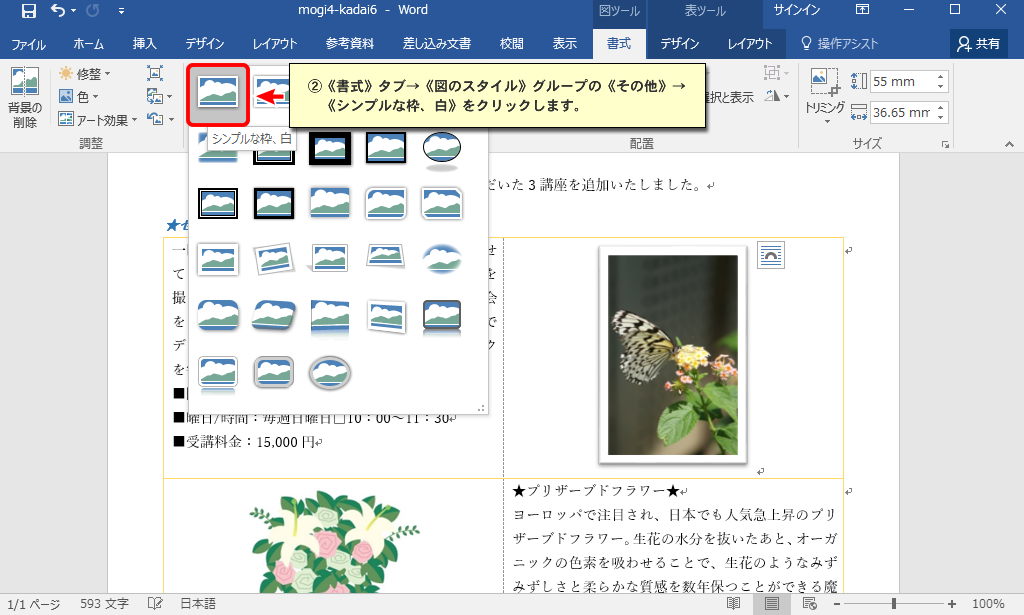 mogi4-kadai6 - Word
図ツール
表ツール
サインイン
ファイル ホーム 挿入 デザイン レイアウト 参考資料 差し込み文書 校閲 表示 書式 デザイン レイアウト 操作アシスト 共有
背景の
削除
修整
色
アート効果
調整
②《書式》タブ→《図のスタイル》グループの《その他》→
《シンプルな枠、白》をクリックします。
選択と表示
配置
トリミング
55 mm
36.65 mm
サイズ
シンプルな枠、白
だいた 3 講座を追加いたしました。
★
一
せ
て
を
撮
会
を
で
デ
ク
を
■
■曜日/時間：毎週日曜日□10：00～11：30
■受講料金：15,000 円
★プリザーブドフラワー★
ヨーロッパで注目され、日本でも人気急上昇のプリ
ザーブドフラワー。生花の水分を抜いたあと、オーガ
ニックの色素を吸わせることで、生花のようなみず
みずしさと柔らかな質感を数年保つことができる魔
1/1 ページ 593 文字 日本語 100%